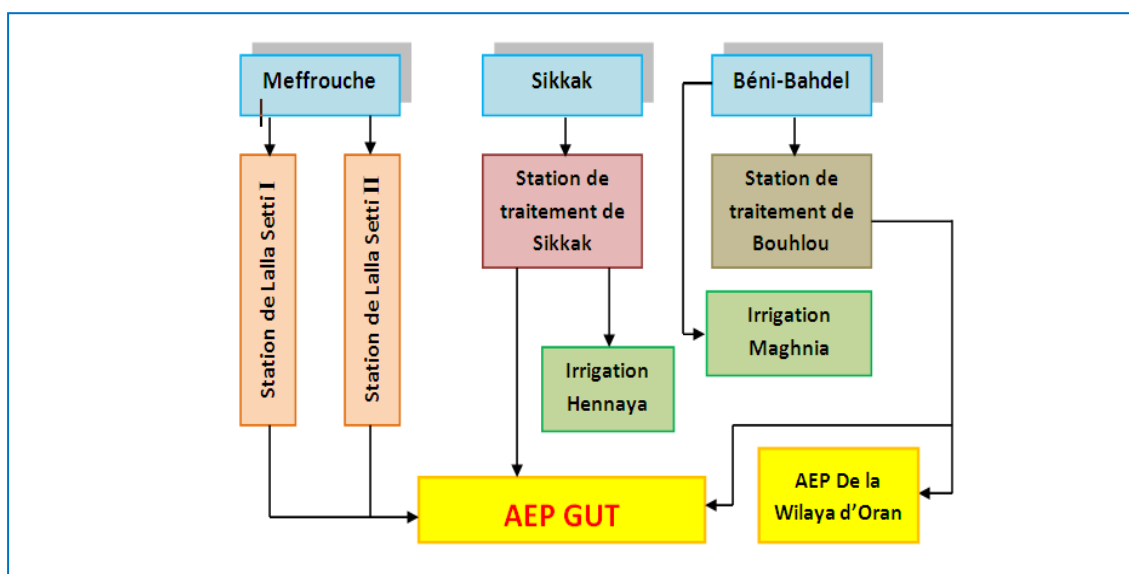 Meffrouche
Sikkak
Béni-Bahdel
Station de Lalla Setti I
Station de Lalla Setti II
Station de
traitement de
Sikkak
Station de
traitement de
Bouhlou
Irrigation
Maghnia
Irrigation
Hennaya
AEP GUT
AEP De la
Wilaya d'Oran